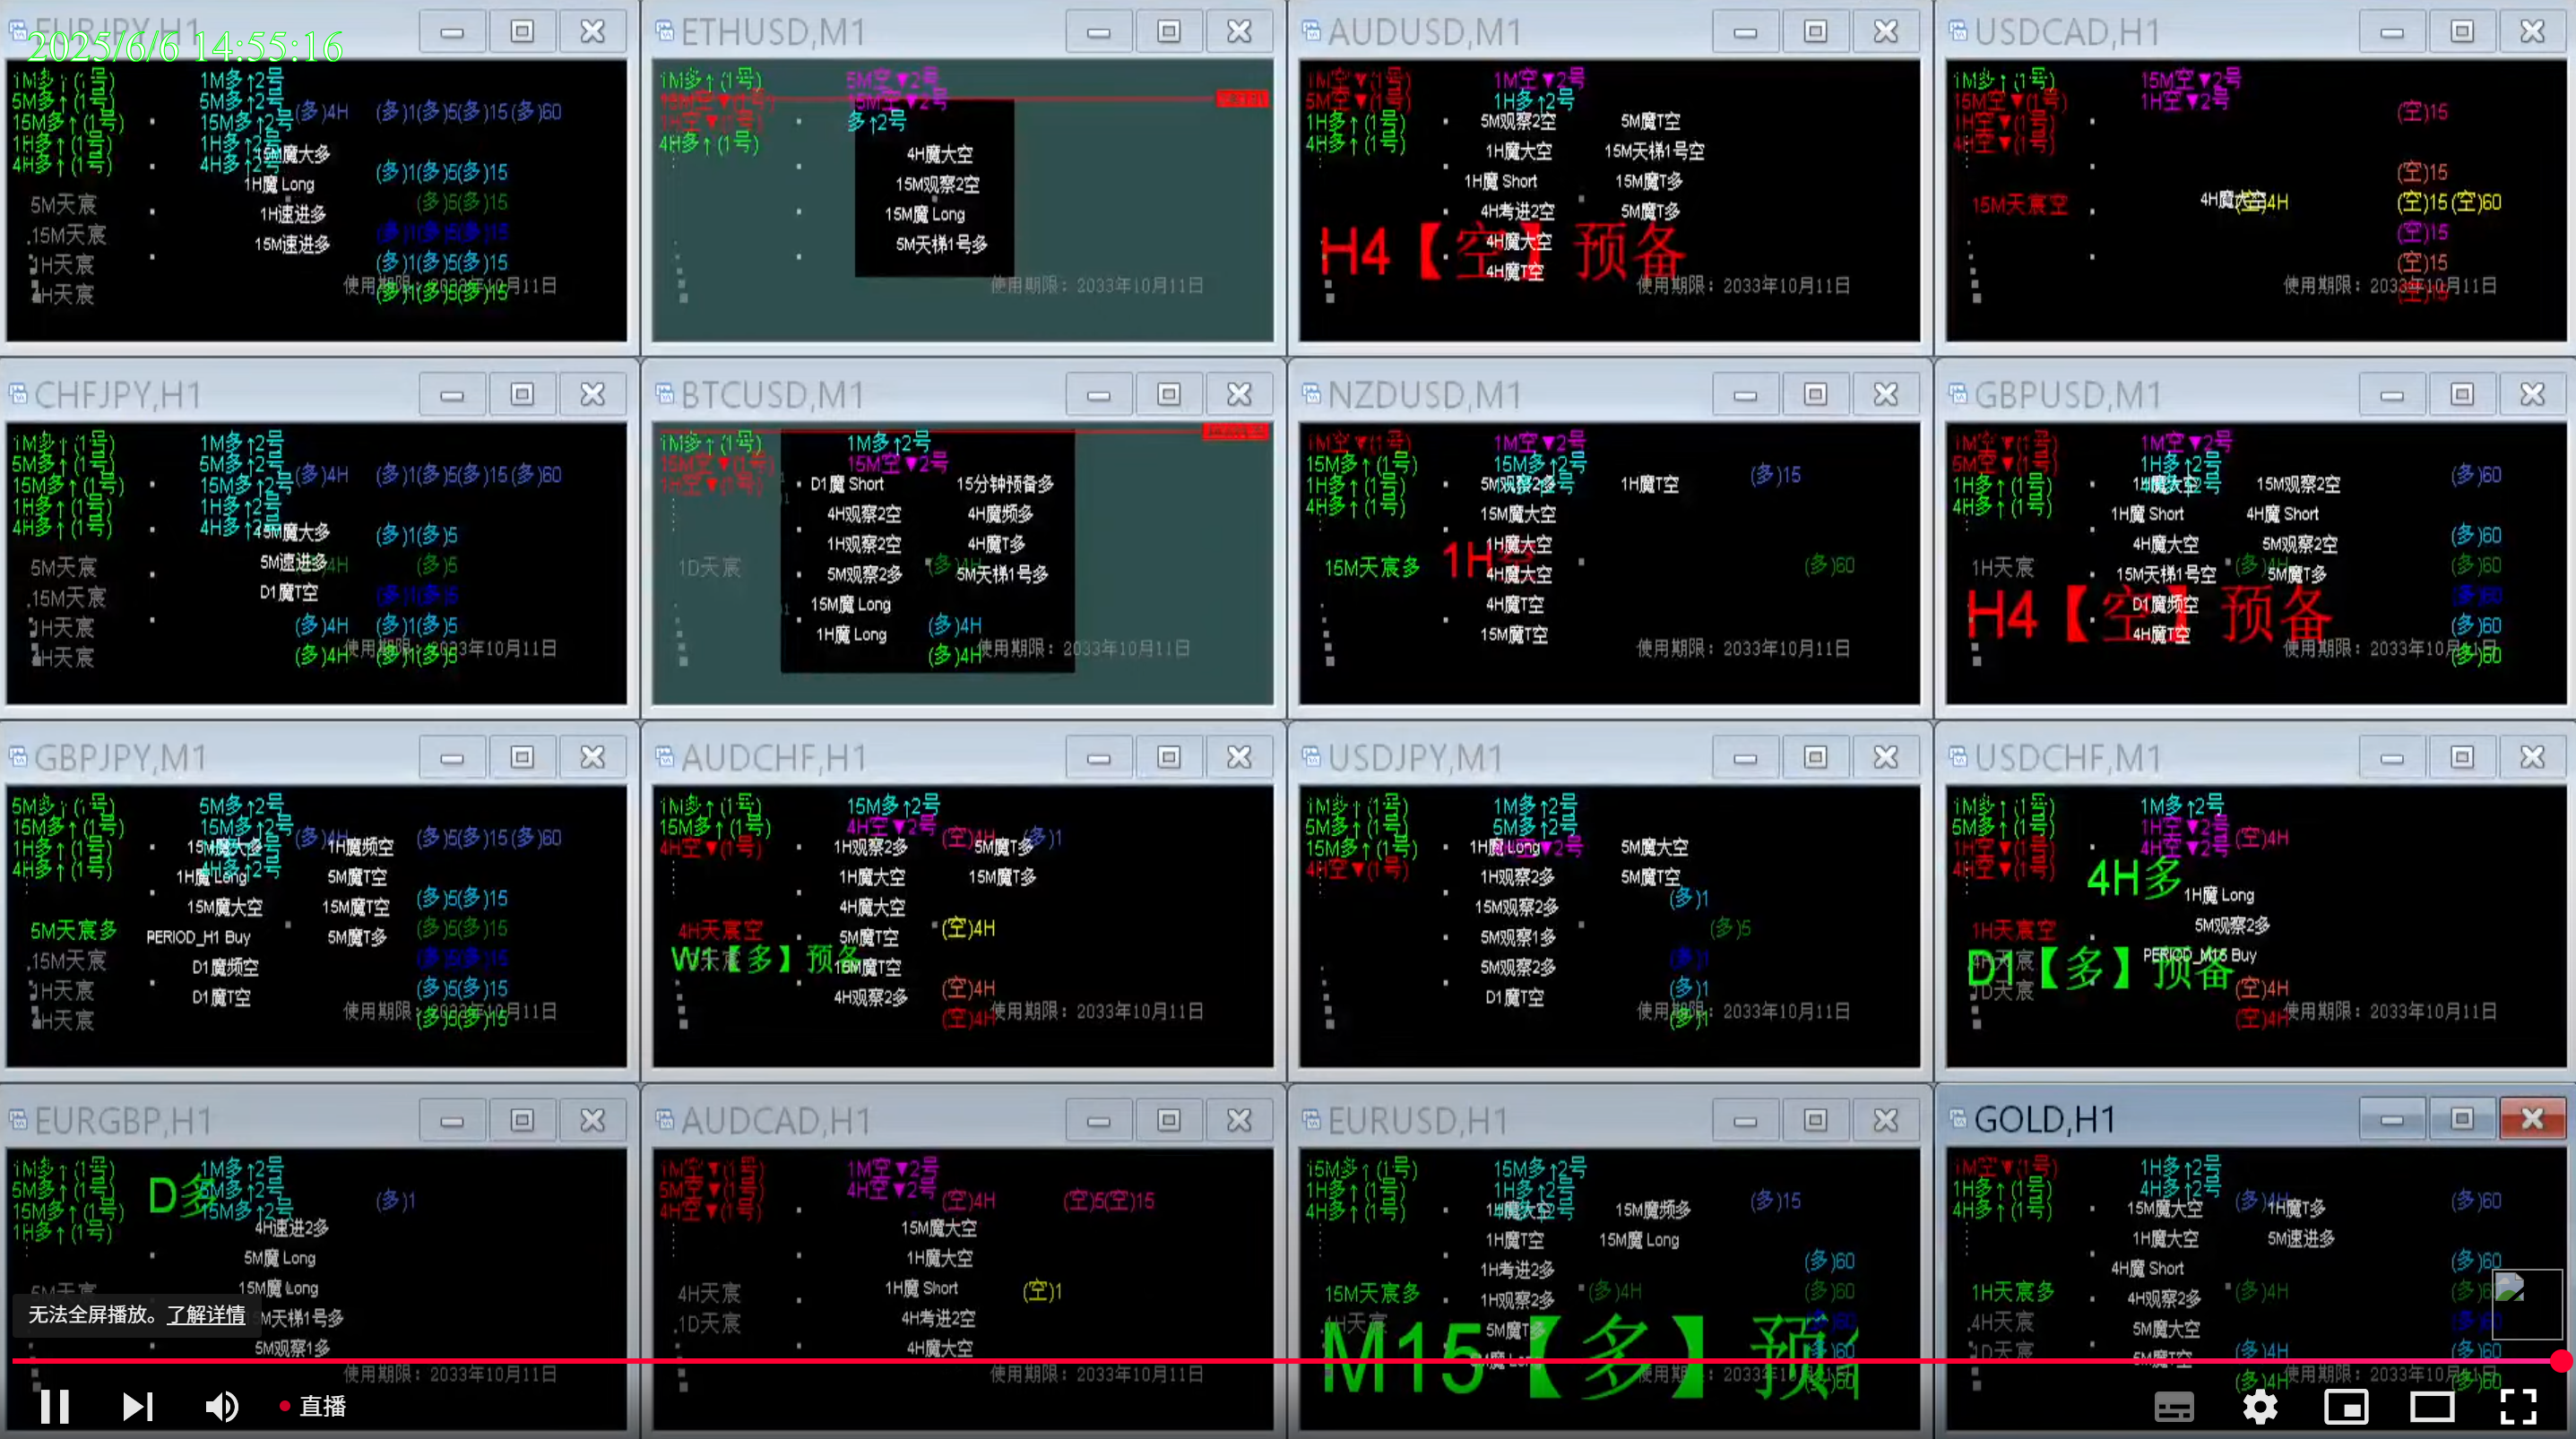 EURJPY,H1
2025/6/6 14:55:16
1M多↑(1号) 1M多↑2号
5M多↑(1号) 5M多↑2号 (多)4H (多)1(多)5(多)15(多)60
15M多↑(1号) 15M多↑2号
1H多↑(1号) 1H多↑2号
4H多↑(1号) 4H多↑2号
15M魔大多
1H魔 Long (多)1(多)5(多)15
5M天宸 (多)5(多)15
1H速进多
15M天宸 15M速进多 (多)1(多)5(多)15
1H天宸 (多)1(多)5(多)15
4H天宸 (多)1(多)5(多)15
使用期限：2033年10月11日
ETHUSD,M1
1M多↑(1号) 5M空▼2号
15M空▼(1号) 15M空▼2号
1H空▼(1号) 多↑2号
4H多↑(1号)
4H魔大空
15M观察2空
15M魔 Long
5M天梯1号多
使用期限：2033年10月11日
AUDUSD,M1
1M空▼(1号) 1M空▼2号
5M空▼(1号) 1H多↑2号
1H多↑(1号) 5M观察2空 5M魔T空
4H多↑(1号) 1H魔大空 15M天梯1号空
1H魔 Short 15M魔T多
4H考进2空 5M魔T多
4H魔大空
4H魔T空
H4【空】预备
使用期限：2033年10月11日
USDCAD,H1
1M多↑(1号) 15M空▼2号
15M空▼(1号) 1H空▼2号
1H空▼(1号) (空)15
4H空▼(1号)
(空)15
15M天宸空 4H魔大空 (空)4H (空)15(空)60
(空)15
(空)15
(空)15
使用期限：2033年10月11日
CHFJPY,H1
1M多↑(1号) 1M多↑2号
5M多↑(1号) 5M多↑2号 (多)4H (多)1(多)5(多)15(多)60
15M多↑(1号) 15M多↑2号
1H多↑(1号) 1H多↑2号
4H多↑(1号) 4H多↑2号
15M魔大多 (多)1(多)5
5M天宸 5M速进多 4H (多)5
15M天宸 D1魔T空 (多)1(多)5
1H天宸 (多)4H (多)1(多)5
4H天宸 (多)4H (多)1(多)5
使用期限：2033年10月11日
BTCUSD,M1
1M多↑(1号) 1M多↑2号
15M空▼(1号) 15M空▼2号
1H空▼(1号) D1魔 Short 15分钟预备多
4H观察2空 4H魔频多
1H观察2空 4H魔T多
1D天宸 5M观察2多 (多)4H 5M天梯1号多
15M魔 Long
1H魔 Long (多)4H
(多)4H
使用期限：2033年10月11日
NZDUSD,M1
1M空▼(1号) 1M空▼2号
15M多↑(1号) 15M多↑2号
1H多↑(1号) 5M观察2多 1H魔T空 (多)15
4H多↑(1号) 15M魔大空
1H魔大空
15M天宸多 1H 4H魔大空 (多)60
4H魔T空
15M魔T空
使用期限：2033年10月11日
GBPUSD,M1
1M空▼(1号) 1M空▼2号
5M空▼(1号) 1H多↑2号 (多)60
1H多↑(1号) 1H魔大空 15M观察2空
4H多↑(1号) 1H魔 Short 4H魔 Short
4H魔大空 5M观察2空 (多)60
1H天宸 15M天梯1号空 (多)4H 5M魔T多 (多)60
D1魔频空 (多)60
4H魔T空 (多)60
H4【空】预备
(多)60
使用期限：2033年10月11日
GBPJPY,M1
5M多↑(1号) 5M多↑2号
15M多↑(1号) 15M多↑2号 (多)4H (多)5(多)15(多)60
1H多↑(1号) 15M魔大多 1H魔频空
4H多↑(1号) 4H多↑2号
1H魔 Long 5M魔T空
15M魔大空 15M魔T空 (多)5(多)15
5M天宸多 PERIOD_H1 Buy 5M魔T多 (多)5(多)15
15M天宸 D1魔频空 (多)5(多)15
1H天宸 D1魔T空 (多)5(多)15
4H天宸 (多)5(多)15
使用期限：2033年10月11日
AUDCHF,H1
1M多↑(1号) 15M多↑2号
15M多↑(1号) 4H空▼2号 (空)4H (多)1
4H空▼(1号) 1H观察2多 5M魔T多
1H魔大空 15M魔T多
4H魔大空
4H天宸空 5M魔T空 (空)4H
W1【多】预备 15M魔T空
4H观察2多 (空)4H
(空)4H
使用期限：2033年10月11日
USDJPY,M1
1M多↑(1号) 1M多↑2号
5M多↑(1号) 5M多↑2号
15M多↑(1号) 1H魔 Long 空▼2号 5M魔大空
4H空▼(1号) 1H观察2多 5M魔T空
15M观察2多 (多)1
5M观察1多 (多)5
5M观察2多 (多)1
D1魔T空 (多)1
(多)1
使用期限：2033年10月11日
USDCHF,M1
1M多↑(1号) 1M多↑2号
5M多↑(1号) 1H空▼2号 (空)4H
1H空▼(1号) 4H空▼2号
4H空▼(1号) 4H多
1H魔 Long
1H天宸空 5M观察2多
4H天宸 PERIOD_M15 Buy
D1【多】预备
1D天宸 (空)4H
(空)4H
使用期限：2033年10月11日
EURGBP,H1
1M多↑(1号) 1M多↑2号
5M多↑(1号) D多 5M多↑2号 (多)1
15M多↑(1号) 15M多↑2号
1H多↑(1号) 4H速进2多
5M魔 Long
5M天宸 15M魔 Long
5M天梯1号多
5M观察1多
使用期限：2033年10月11日
无法全屏播放。了解详情
AUDCAD,H1
1M空▼(1号) 1M空▼2号
5M空▼(1号) 4H空▼2号 (空)4H (空)5(空)15
4H空▼(1号) 15M魔大空
1H魔大空
4H天宸 1H魔 Short (空)1
1D天宸 4H考进2空
4H魔大空
使用期限：2033年10月11日
EURUSD,H1
15M多↑(1号) 15M多↑2号
1H多↑(1号) 1H多↑2号 (多)15
4H多↑(1号) 1H魔大空 15M魔频多
1H魔T空 15M魔 Long
1H考进2多 (多)60
15M天宸多 1H观察2多 (多)4H (多)60
1H天宸 5M魔T多
M15【多】预
(多)60
(多)60
使用期限：2033年10月11日
GOLD,H1
1M空▼(1号) 1H多↑2号
1H多↑(1号) 4H多↑2号 (多)4H (多)60
4H多↑(1号) 15M魔大空 1H魔T多
1H魔大空 5M速进多
4H魔 Short (多)60
1H天宸多 4H观察2多 (多)4H
4H天宸 5M魔大空
1D天宸 5M魔T空 (多)4H (多)60
(多)4H (多)60
使用期限：2033年10月11日
直播